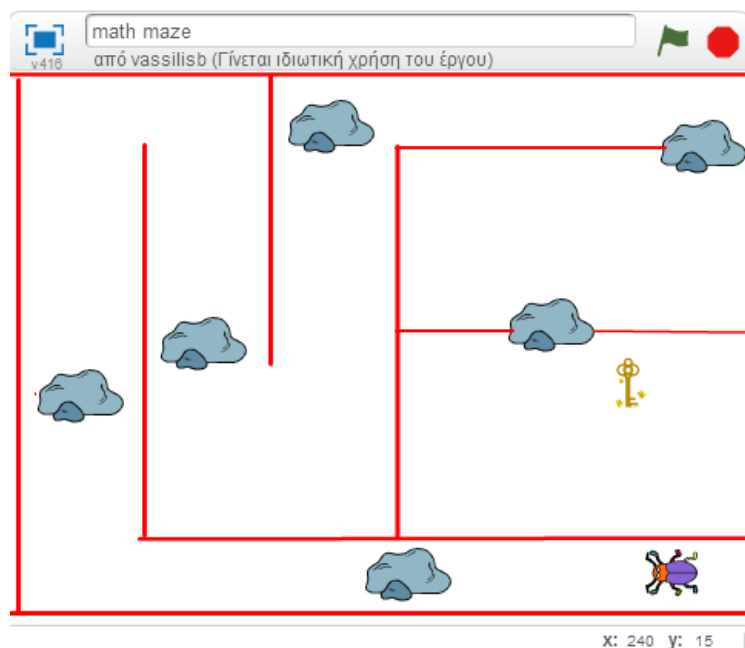 math maze
v416
από vassilisb (Γίνεται ιδιωτική χρήση του έργου)
x: 240 y: 15